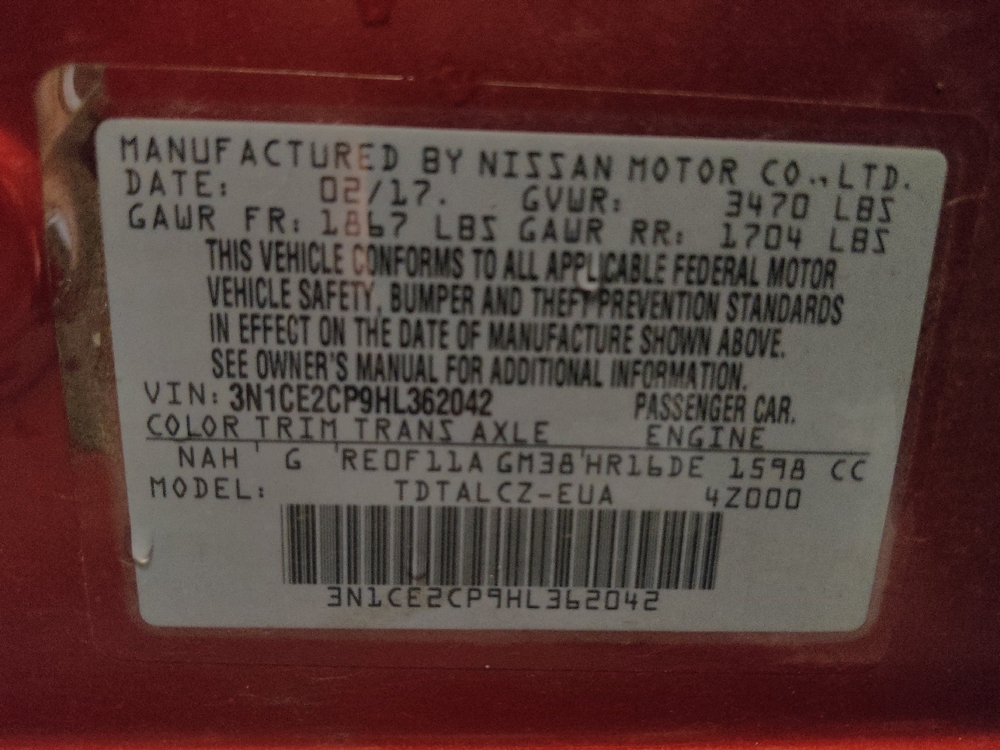 MANUFACTURED BY NISSAN MOTOR CO.,LTD.
DATE: 02/17. GVWR: 3470 LBS
GAWR FR: 1867 LBS GAWR RR: 1704 LBS
THIS VEHICLE CONFORMS TO ALL APPLICABLE FEDERAL MOTOR
VEHICLE SAFETY, BUMPER AND THEFT PREVENTION STANDARDS
IN EFFECT ON THE DATE OF MANUFACTURE SHOWN ABOVE.
SEE OWNER'S MANUAL FOR ADDITIONAL INFORMATION.
VIN: 3N1CE2CP9HL362042 PASSENGER CAR.
COLOR TRIM TRANS AXLE ENGINE
NAH ' G 'RE0F11A GM38'HR16DE 1598 CC
MODEL: TDTALCZ-EUA 4Z000
3N1CE2CP9HL362042